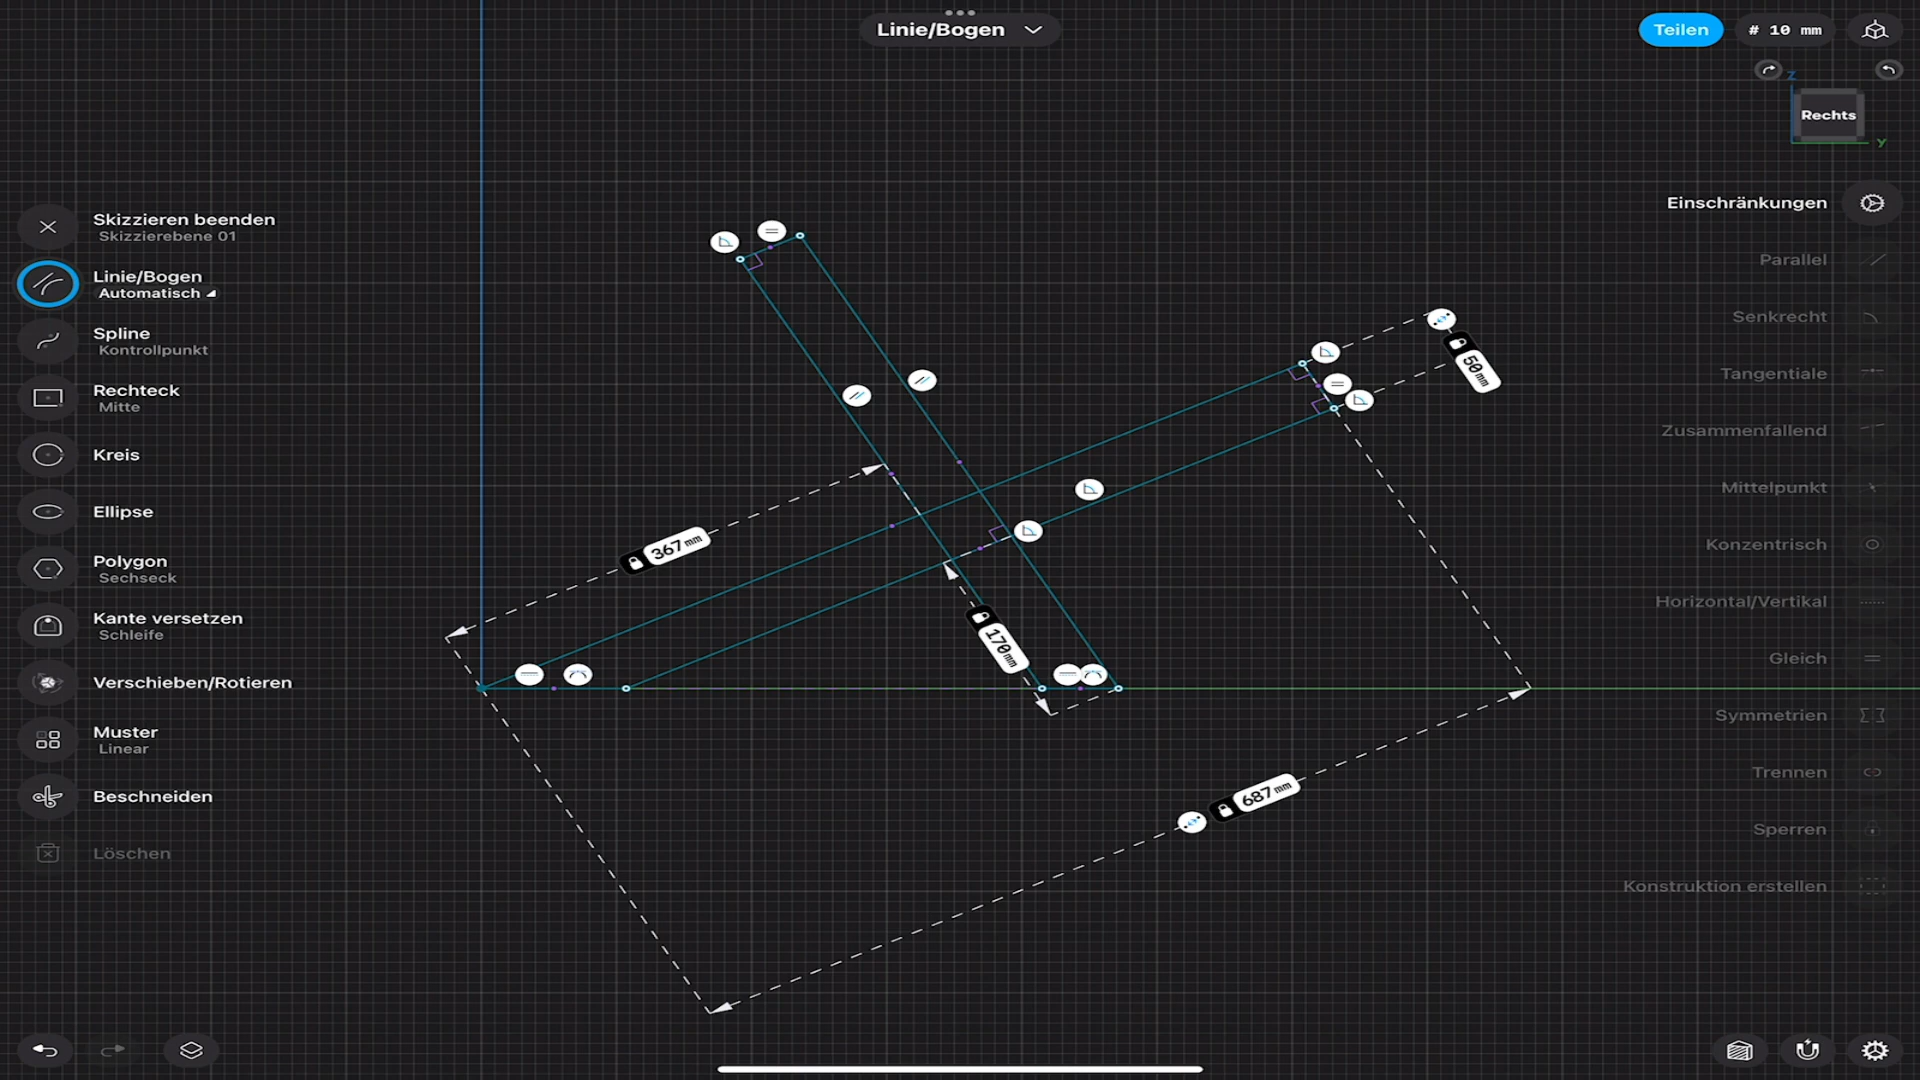 Linie/Bogen
Teilen
# 10 mm
Z
Rechts
Y
Skizzieren beenden
Skizzierebene 01
Linie/Bogen
Automatisch
Spline
Kontrollpunkt
Rechteck
Mitte
Kreis
Ellipse
Polygon
Sechseck
Kante versetzen
Schleife
Verschieben/Rotieren
Muster
Linear
Beschneiden
Löschen
50 mm
367 mm
170 mm
687 mm
Einschränkungen
Parallel
Senkrecht
Tangentiale
Zusammenfallend
Mittelpunkt
Konzentrisch
Horizontal/Vertikal
Gleich
Symmetrien
Trennen
Sperren
Konstruktion erstellen